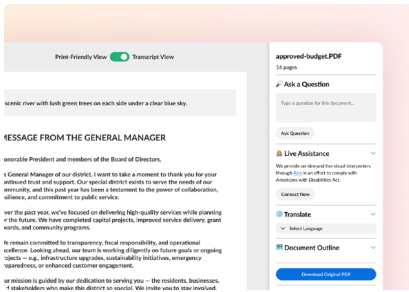 Print-Friendly View Transcript View
scenic river with lush green trees on each side under a clear blue sky.
MESSAGE FROM THE GENERAL MANAGER
onorable President and members of the Board of Directors,
s General Manager of our district, I want to take a moment to thank you for your
ontinued trust and support. Our special district exists to serve the needs of our
ommunity, and this past year has been a testament to the power of collaboration,
silience, and commitment to public service.
ver the past year, we've focused on delivering high-quality services while planning
r the future. We have completed capital projects, improved service delivery, grant
wards, and community programs.
e remain committed to transparency, fiscal responsibility, and operational
cellence. Looking ahead, our team is working diligently on future goals or ongoing
ojects — e.g., infrastructure upgrades, sustainability initiatives, emergency
reparedness, or enhanced customer engagement.
ur mission is guided by our dedication to serving you — the residents, businesses,
d stakeholders who make this district so special. We invite you to stay involved,
approved-budget.PDF
16 pages
Ask a Question
Type a question for this document...
Ask Question
Live Assistance
We provide on-demand live visual interpreters
through Aira in an effort to comply with
Americans with Disabilities Act.
Connect Now
Translate
Select Language
Document Outline
Download Original PDF